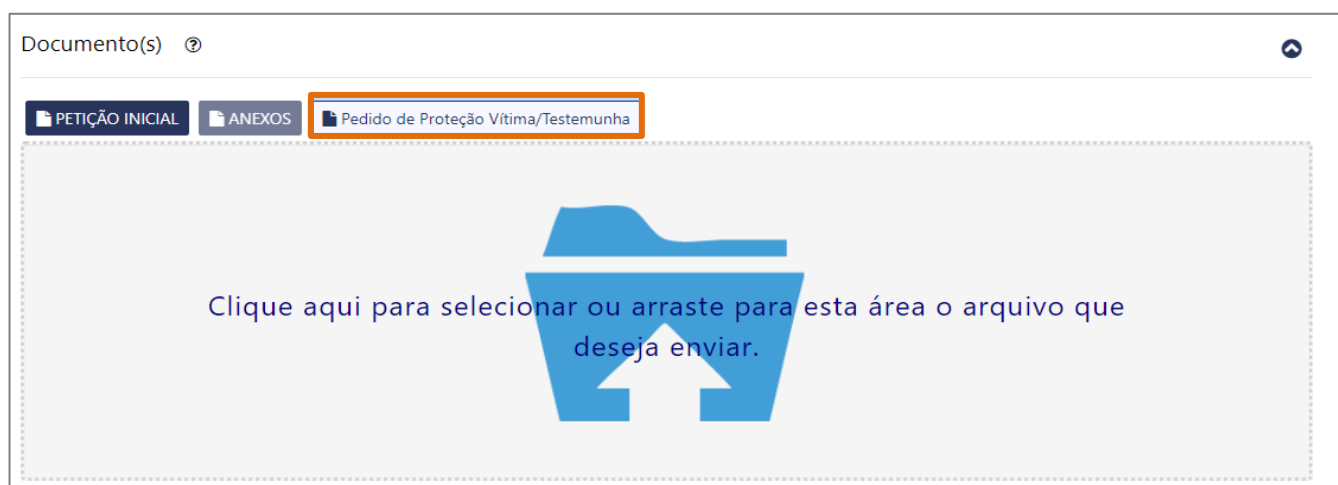 Documento(s)
PETIÇÃO INICIAL ANEXOS Pedido de Proteção Vítima/Testemunha
Clique aqui para selecionar ou arraste para esta área o arquivo que
deseja enviar.